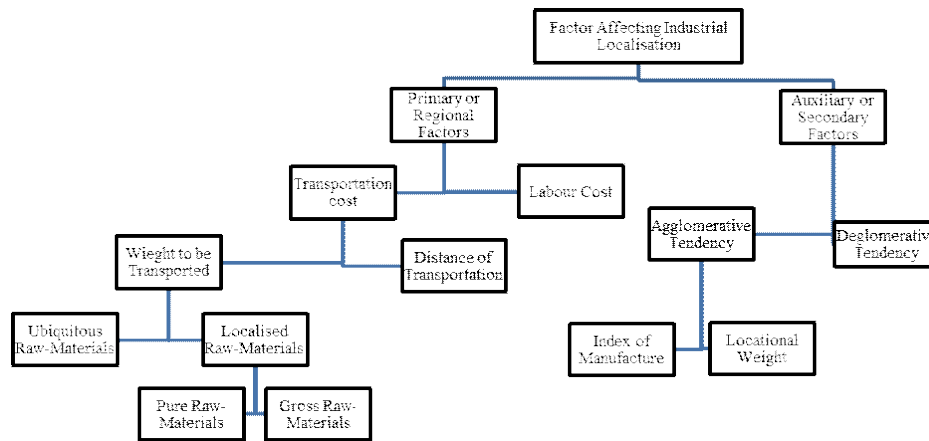 Factor Affecting Industrial
Localisation
Primary or
Regional
Factors
Auxiliary or
Secondary
Factors
Transportation
cost
Labour Cost
Agglomerative
Tendency
Deglomerative
Tendency
Wieght to be
Transported
Distance of
Transportation
Ubiquitous
Raw-Materials
Localised
Raw-Materials
Index of
Manufacture
Locational
Weight
Pure Raw-
Materials
Gross Raw-
Materials